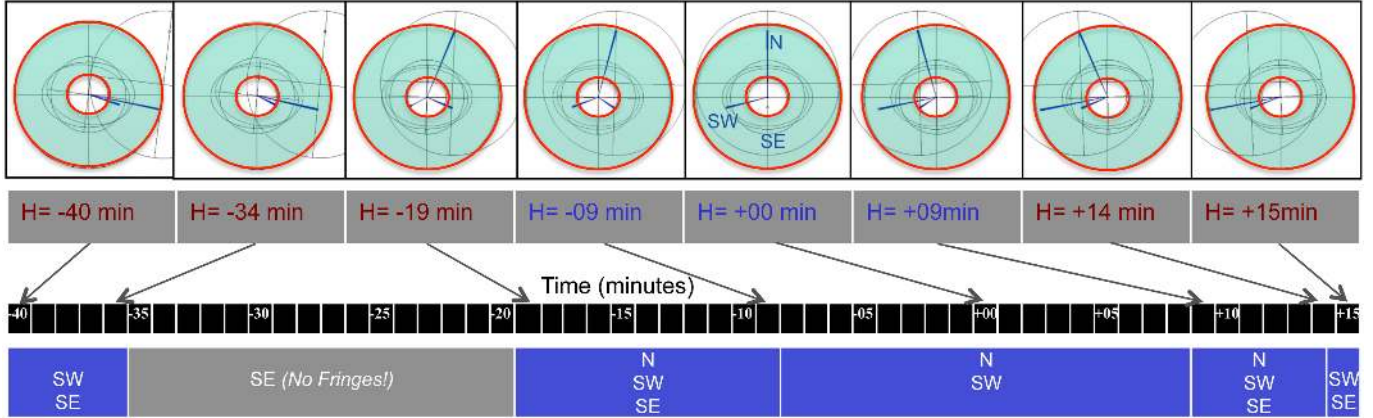 N
SW
SE
H= -40 min
H= -34 min
H= -19 min
H= -09 min
H= +00 min
H= +09min
H= +14 min
H= +15min
Time (minutes)
-40 -35 -30 -25 -20 -15 -10 -05 +00 +05 +10 +15
SW
SE
SE (No Fringes!)
N
SW
SE
N
SW
N
SW
SE
SW
SE